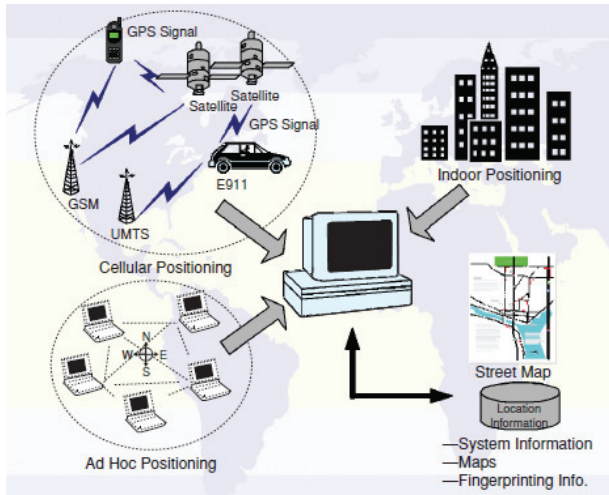 GPS Signal
Satellite
Satellite
GPS Signal
E911
GSM
UMTS
Cellular Positioning
Indoor Positioning
N
W E
S
Ad Hoc Positioning
Street Map
Location
Information
—System Information
—Maps
—Fingerprinting Info.